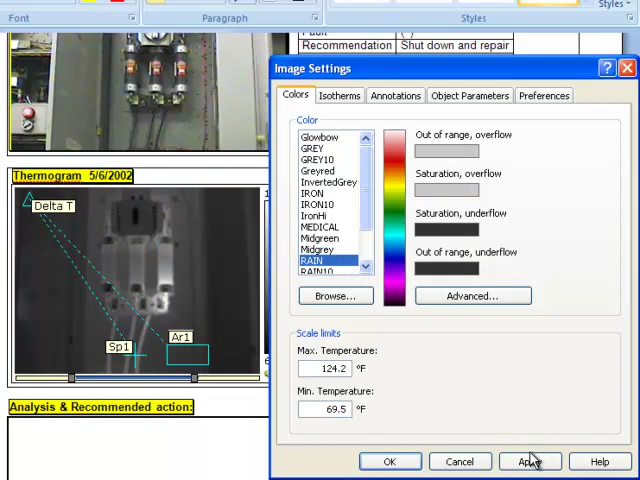 Font
Paragraph
Styles
Styles
Recommendation Shut down and repair
Image Settings
Colors
Isotherms
Annotations
Object Parameters
Preferences
Color
Glowbow
GREY
GREY10
Greyred
InvertedGrey
IRON
IRON10
IronHi
MEDICAL
Midgreen
Midgrey
RAIN
RAIN10
Out of range, overflow
Saturation, overflow
Saturation, underflow
Out of range, underflow
Browse...
Advanced...
Scale limits
Max. Temperature:
124.2 °F
Min. Temperature:
69.5 °F
OK
Cancel
Help
Thermogram 5/6/2002
Delta T
Ar1
Sp1
Analysis & Recommended action: